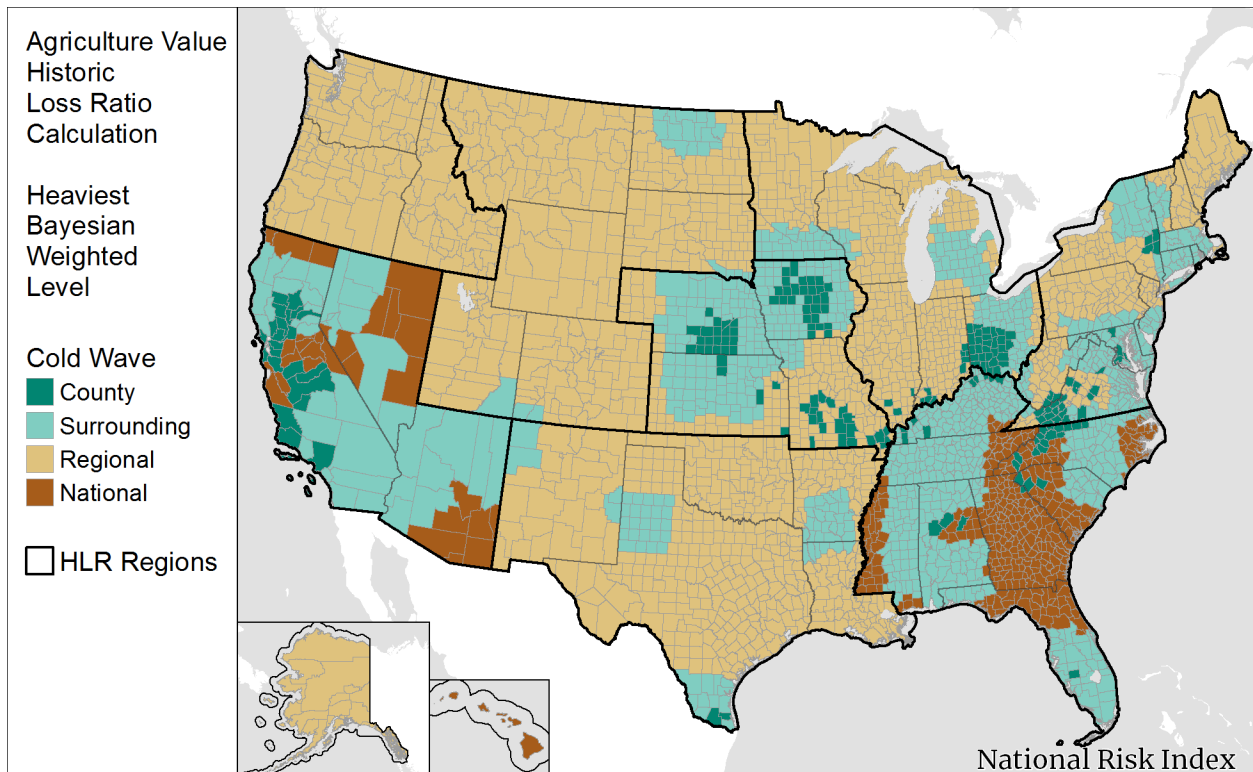 Agriculture Value
Historic
Loss Ratio
Calculation
Heaviest
Bayesian
Weighted
Level
Cold Wave
County
Surrounding
Regional
National
HLR Regions
National Risk Index